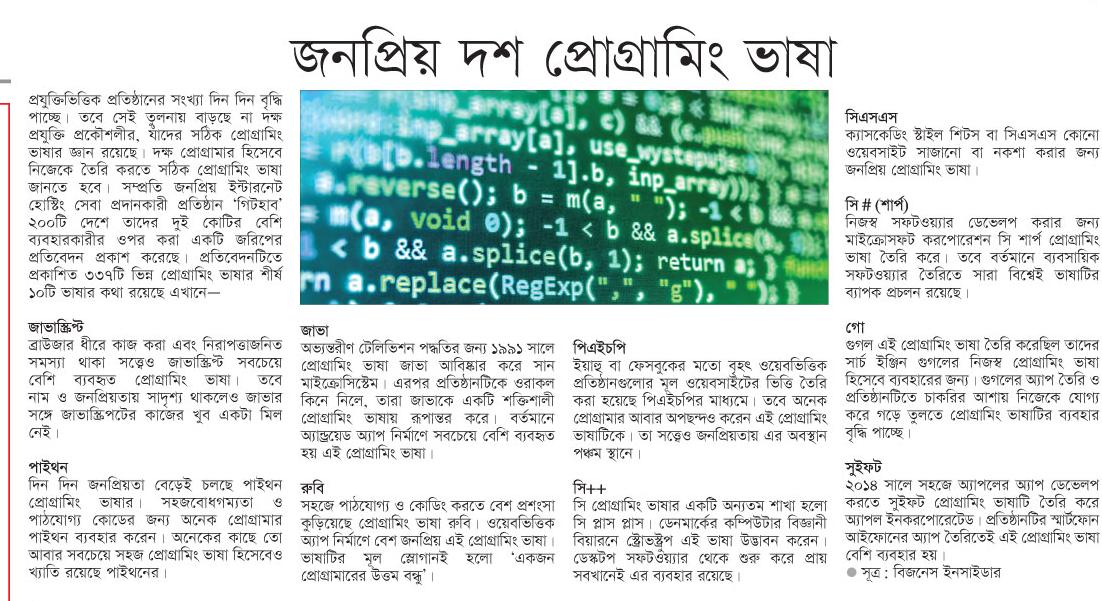 জনপ্রিয় দশ প্রোগ্রামিং ভাষা
প্রযুক্তিভিত্তিক প্রতিষ্ঠানের সংখ্যা দিন দিন বৃদ্ধি
পাচ্ছে। তবে সেই তুলনায় বাড়ছে না দক্ষ
প্রযুক্তি প্রকৌশলীর, যাঁদের সঠিক প্রোগ্রামিং
ভাষার জ্ঞান রয়েছে। দক্ষ প্রোগ্রামার হিসেবে
নিজেকে তৈরি করতে সঠিক প্রোগ্রামিং ভাষা
জানতে হবে। সম্প্রতি জনপ্রিয় ইন্টারনেট
হোস্টিং সেবা প্রদানকারী প্রতিষ্ঠান ‘গিটহাব’
২০০টি দেশে তাদের দুই কোটির বেশি
ব্যবহারকারীর ওপর করা একটি জরিপের
প্রতিবেদন প্রকাশ করেছে। প্রতিবেদনটিতে
প্রকাশিত ৩৩৭টি ভিন্ন প্রোগ্রামিং ভাষার শীর্ষ
১০টি ভাষার কথা রয়েছে এখানে—
জাভাস্ক্রিপ্ট
ব্রাউজার ধীরে কাজ করা এবং নিরাপত্তাজনিত
সমস্যা থাকা সত্ত্বেও জাভাস্ক্রিপ্ট সবচেয়ে
বেশি ব্যবহৃত প্রোগ্রামিং ভাষা। তবে
নাম ও জনপ্রিয়তায় সাদৃশ্য থাকলেও জাভার
সঙ্গে জাভাস্ক্রিপটের কাজের খুব একটা মিল
নেই।
পাইথন
দিন দিন জনপ্রিয়তা বেড়েই চলছে পাইথন
প্রোগ্রামিং ভাষার। সহজবোধগম্যতা ও
পাঠযোগ্য কোডের জন্য অনেক প্রোগ্রামার
পাইথন ব্যবহার করেন। অনেকের কাছে তো
আবার সবচেয়ে সহজ প্রোগ্রামিং ভাষা হিসেবেও
খ্যাতি রয়েছে পাইথনের।
inp_array[a], c) && (c.
inp_array[a], use_wystepuj
(b[b.length - 1].b, inp_array));
a.reverse(); b = m(a, " "); -1 < b
= m(a, void 0); -1 < b && a.splice(b,
< b && a.splice(b, 1); return a; }
rn a.replace(RegExp(",", "g"), " "); }
জাভা
অভ্যন্তরীণ টেলিভিশন পদ্ধতির জন্য ১৯৯১ সালে
প্রোগ্রামিং ভাষা জাভা আবিষ্কার করে সান
মাইক্রোসিস্টেম। এরপর প্রতিষ্ঠানটিকে ওরাকল
কিনে নিলে, তারা জাভাকে একটি শক্তিশালী
প্রোগ্রামিং ভাষায় রূপান্তর করে। বর্তমানে
অ্যান্ড্রয়েড অ্যাপ নির্মাণে সবচেয়ে বেশি ব্যবহৃত
হয় এই প্রোগ্রামিং ভাষা।
রুবি
সহজে পাঠযোগ্য ও কোডিং করতে বেশ প্রশংসা
কুড়িয়েছে প্রোগ্রামিং ভাষা রুবি। ওয়েবভিত্তিক
অ্যাপ নির্মাণে বেশ জনপ্রিয় এই প্রোগ্রামিং ভাষা।
ভাষাটির মূল স্লোগানই হলো ‘একজন
প্রোগ্রামারের উত্তম বন্ধু’।
পিএইচপি
ইয়াহু বা ফেসবুকের মতো বৃহৎ ওয়েবভিত্তিক
প্রতিষ্ঠানগুলোর মূল ওয়েবসাইটের ভিত্তি তৈরি
করা হয়েছে পিএইচপির মাধ্যমে। তবে অনেক
প্রোগ্রামার আবার অপছন্দও করেন এই প্রোগ্রামিং
ভাষাটিকে। তা সত্ত্বেও জনপ্রিয়তায় এর অবস্থান
পঞ্চম স্থানে।
সি++
সি প্রোগ্রামিং ভাষার একটি অন্যতম শাখা হলো
সি প্লাস প্লাস। ডেনমার্কের কম্পিউটার বিজ্ঞানী
বিয়ারনে স্ট্রোভস্ট্রুপ এই ভাষা উদ্ভাবন করেন।
ডেস্কটপ সফটওয়্যার থেকে শুরু করে প্রায়
সবখানেই এর ব্যবহার রয়েছে।
সিএসএস
ক্যাসকেডিং স্টাইল শিটস বা সিএসএস কোনো
ওয়েবসাইট সাজানো বা নকশা করার জন্য
জনপ্রিয় প্রোগ্রামিং ভাষা।
সি # (শার্প)
নিজস্ব সফটওয়্যার ডেভেলপ করার জন্য
মাইক্রোসফট করপোরেশন সি শার্প প্রোগ্রামিং
ভাষা তৈরি করে। তবে বর্তমানে ব্যবসায়িক
সফটওয়্যার তৈরিতে সারা বিশ্বেই ভাষাটির
ব্যাপক প্রচলন রয়েছে।
গো
গুগল এই প্রোগ্রামিং ভাষা তৈরি করেছিল তাদের
সার্চ ইঞ্জিন গুগলের নিজস্ব প্রোগ্রামিং ভাষা
হিসেবে ব্যবহারের জন্য। গুগলের অ্যাপ তৈরি ও
প্রতিষ্ঠানটিতে চাকরির আশায় নিজেকে যোগ্য
করে গড়ে তুলতে প্রোগ্রামিং ভাষাটির ব্যবহার
বৃদ্ধি পাচ্ছে।
সুইফট
২০১৪ সালে সহজে অ্যাপলের অ্যাপ ডেভেলপ
করতে সুইফট প্রোগ্রামিং ভাষাটি তৈরি করে
অ্যাপল ইনকরপোরেটেড। প্রতিষ্ঠানটির স্মার্টফোন
আইফোনের অ্যাপ তৈরিতেই এই প্রোগ্রামিং ভাষা
বেশি ব্যবহার হয়।
● সূত্র : বিজনেস ইনসাইডার